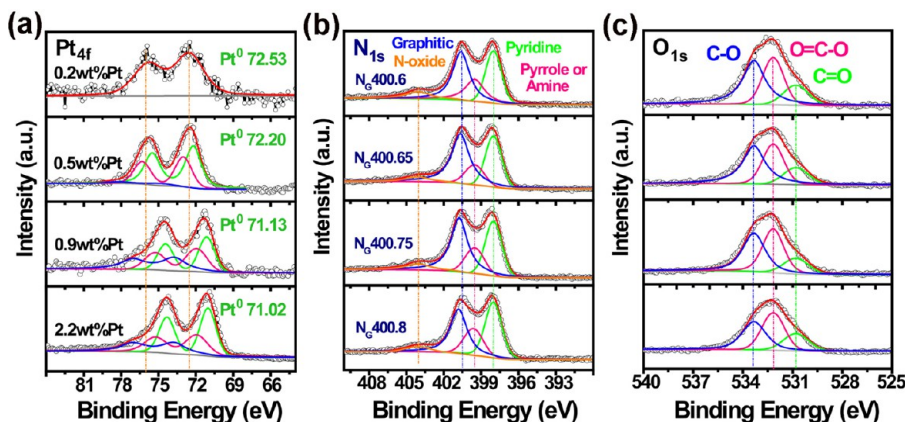 (a)
Pt4f
0.2wt%Pt
Pt⁰ 72.53
0.5wt%Pt
Pt⁰ 72.20
0.9wt%Pt
Pt⁰ 71.13
2.2wt%Pt
Pt⁰ 71.02
Intensity (a.u.)
81 78 75 72 69 66
Binding Energy (eV)
(b)
N1s
Graphitic
Pyridine
N-oxide
Pyrrole or
Amine
NG400.6
NG400.65
NG400.75
NG400.8
Intensity (a.u.)
408 405 402 399 396 393 390
Binding Energy (eV)
(c)
O1s
C-O
O=C-O
C=O
Intensity (a.u.)
540 537 534 531 528 525
Binding Energy (eV)